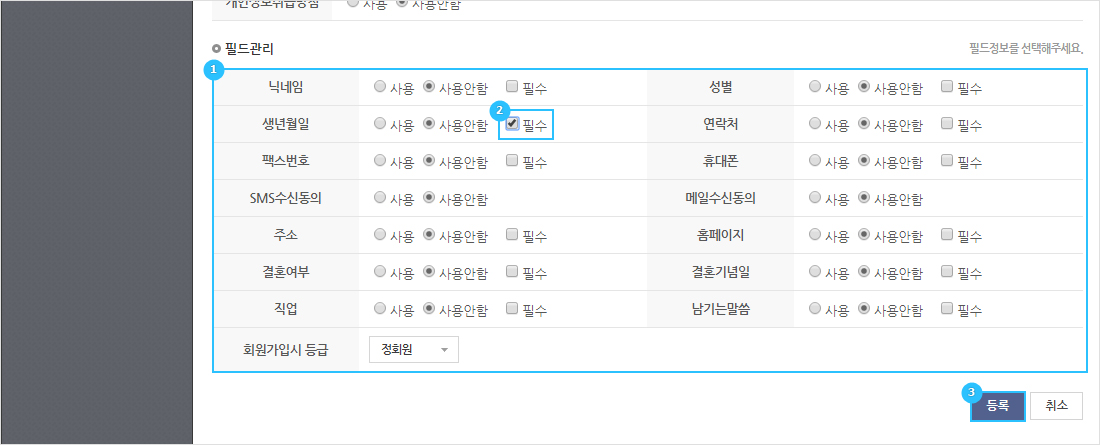 개인정보취급방침 사용 사용안함
필드관리 필드정보를 선택해주세요.
1
닉네임 사용 사용안함 필수 성별 사용 사용안함 필수
2
생년월일 사용 사용안함 필수 연락처 사용 사용안함 필수
팩스번호 사용 사용안함 필수 휴대폰 사용 사용안함 필수
SMS수신동의 사용 사용안함 메일수신동의 사용 사용안함
주소 사용 사용안함 필수 홈페이지 사용 사용안함 필수
결혼여부 사용 사용안함 필수 결혼기념일 사용 사용안함 필수
직업 사용 사용안함 필수 남기는말씀 사용 사용안함 필수
회원가입시 등급 정회원
3
등록 취소